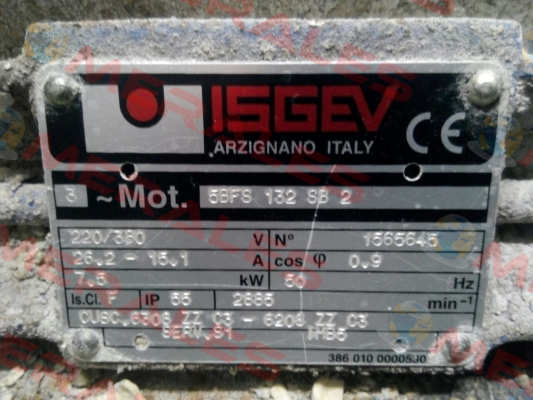 ISGEV
ARZIGNANO ITALY CE
3 ~ Mot. 5BFS 132 SB 2
220/380 V N° 1565645
26.2 - 15.1 A cos φ 0.9
7.5 kW 50 Hz
Is.Cl. F IP 55 2885 min⁻¹
CUSC.6308 ZZ C3 - 6208 ZZ C3
SERV.S1 IMB5
386 010 0000530